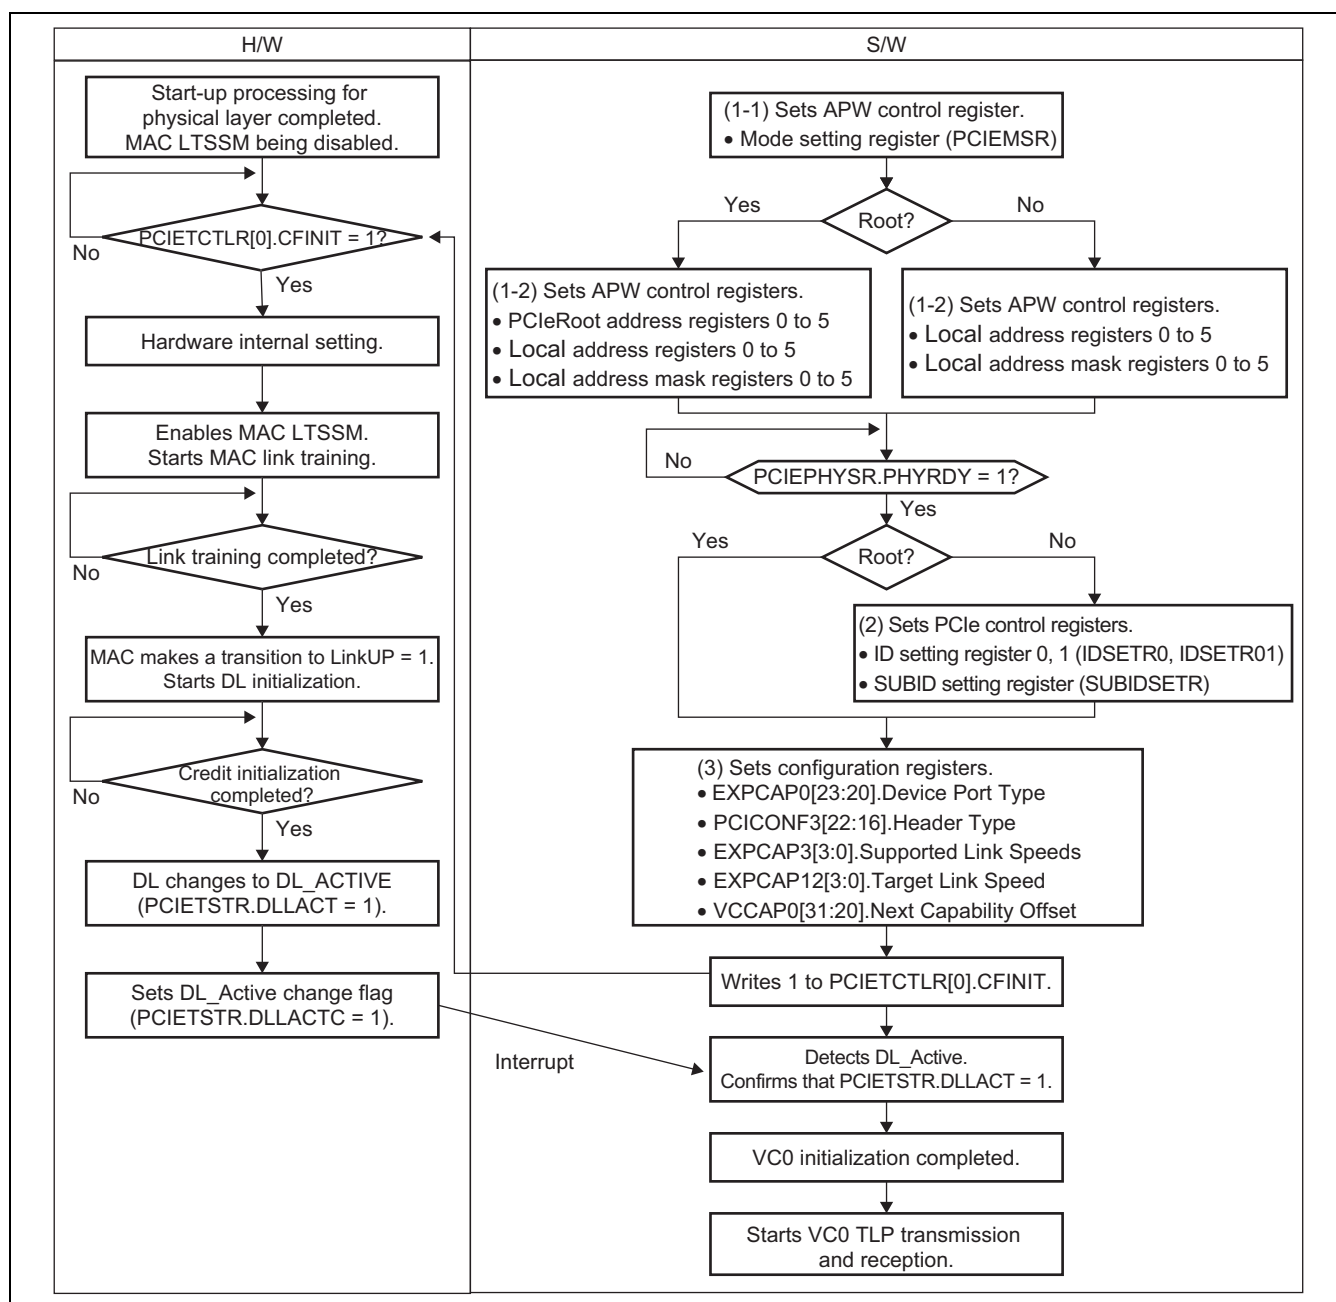 H/W
Start-up processing for
physical layer completed.
MAC LTSSM being disabled.
No
PCIETCTLR[0].CFINIT = 1?
Yes
Hardware internal setting.
Enables MAC LTSSM.
Starts MAC link training.
Link training completed?
No
Yes
MAC makes a transition to LinkUP = 1.
Starts DL initialization.
Credit initialization
completed?
No
Yes
DL changes to DL_ACTIVE
(PCIETSTR.DLLACT = 1).
Sets DL_Active change flag
(PCIETSTR.DLLACTC = 1).
Interrupt
S/W
(1-1) Sets APW control register.
• Mode setting register (PCIEMSR)
Yes
Root?
No
(1-2) Sets APW control registers.
• PCIeRoot address registers 0 to 5
• Local address registers 0 to 5
• Local address mask registers 0 to 5
(1-2) Sets APW control registers.
• Local address registers 0 to 5
• Local address mask registers 0 to 5
No
PCIEPHYSR.PHYRDY = 1?
Yes
Yes
Root?
No
(2) Sets PCIe control registers.
• ID setting register 0, 1 (IDSETR0, IDSETR01)
• SUBID setting register (SUBIDSETR)
(3) Sets configuration registers.
• EXPCAP0[23:20].Device Port Type
• PCICONF3[22:16].Header Type
• EXPCAP3[3:0].Supported Link Speeds
• EXPCAP12[3:0].Target Link Speed
• VCCAP0[31:20].Next Capability Offset
Writes 1 to PCIETCTLR[0].CFINIT.
Detects DL_Active.
Confirms that PCIETSTR.DLLACT = 1.
VC0 initialization completed.
Starts VC0 TLP transmission
and reception.